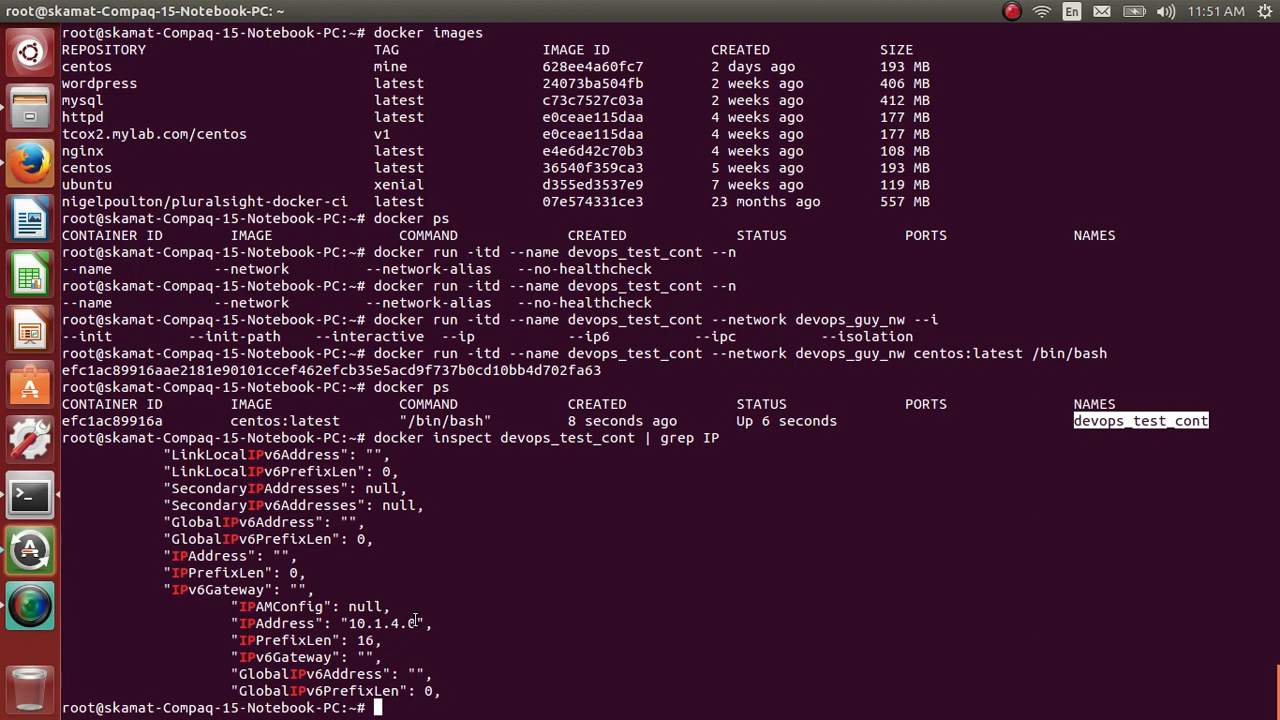 root@skamat-Compaq-15-Notebook-PC: ~
En
11:51 AM
root@skamat-Compaq-15-Notebook-PC:~# docker images
REPOSITORY TAG IMAGE ID CREATED SIZE
centos mine 628ee4a60fc7 2 days ago 193 MB
wordpress latest 24073ba504fb 2 weeks ago 406 MB
mysql latest c73c7527c03a 2 weeks ago 412 MB
httpd latest e0ceae115daa 4 weeks ago 177 MB
tcox2.mylab.com/centos v1 e0ceae115daa 4 weeks ago 177 MB
nginx latest e4e6d42c70b3 4 weeks ago 108 MB
centos latest 36540f359ca3 5 weeks ago 193 MB
ubuntu xenial d355ed3537e9 7 weeks ago 119 MB
nigelpoulton/pluralsight-docker-ci latest 07e574331ce3 23 months ago 557 MB
root@skamat-Compaq-15-Notebook-PC:~# docker ps
CONTAINER ID IMAGE COMMAND CREATED STATUS PORTS NAMES
root@skamat-Compaq-15-Notebook-PC:~# docker run -itd --name devops_test_cont --n
--name --network --network-alias --no-healthcheck
root@skamat-Compaq-15-Notebook-PC:~# docker run -itd --name devops_test_cont --n
--name --network --network-alias --no-healthcheck
root@skamat-Compaq-15-Notebook-PC:~# docker run -itd --name devops_test_cont --network devops_guy_nw --i
--init --init-path --interactive --ip --ip6 --ipc --isolation
root@skamat-Compaq-15-Notebook-PC:~# docker run -itd --name devops_test_cont --network devops_guy_nw centos:latest /bin/bash
efc1ac89916aae2181e90101ccef462efcb35e5acd9f737b0cd10bb4d702fa63
root@skamat-Compaq-15-Notebook-PC:~# docker ps
CONTAINER ID IMAGE COMMAND CREATED STATUS PORTS NAMES
efc1ac89916a centos:latest "/bin/bash" 8 seconds ago Up 6 seconds devops_test_cont
root@skamat-Compaq-15-Notebook-PC:~# docker inspect devops_test_cont | grep IP
"LinkLocalIPv6Address": "",
"LinkLocalIPv6PrefixLen": 0,
"SecondaryIPAddresses": null,
"SecondaryIPv6Addresses": null,
"GlobalIPv6Address": "",
"GlobalIPv6PrefixLen": 0,
"IPAddress": "",
"IPPrefixLen": 0,
"IPv6Gateway": "",
"IPAMConfig": null,
"IPAddress": "10.1.4.0",
"IPPrefixLen": 16,
"IPv6Gateway": "",
"GlobalIPv6Address": "",
"GlobalIPv6PrefixLen": 0,
root@skamat-Compaq-15-Notebook-PC:~#